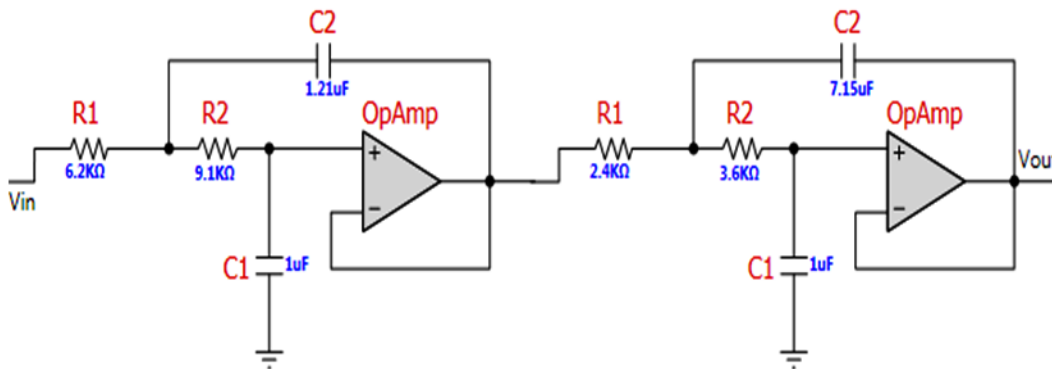 C2
1.21uF
R1
6.2KΩ
R2
9.1KΩ
OpAmp
+
−
Vin
C1
1uF
C2
7.15uF
R1
2.4KΩ
R2
3.6KΩ
OpAmp
+
−
Vout
C1
1uF